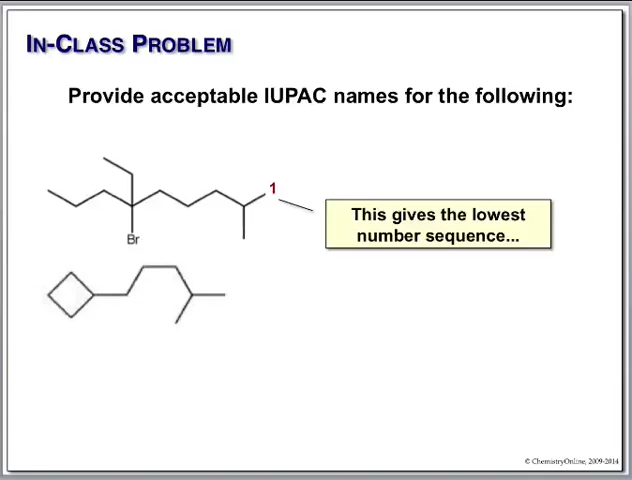 IN-CLASS PROBLEM
Provide acceptable IUPAC names for the following:
1
This gives the lowest
number sequence...
Br
© ChemistryOnline, 2009-2014